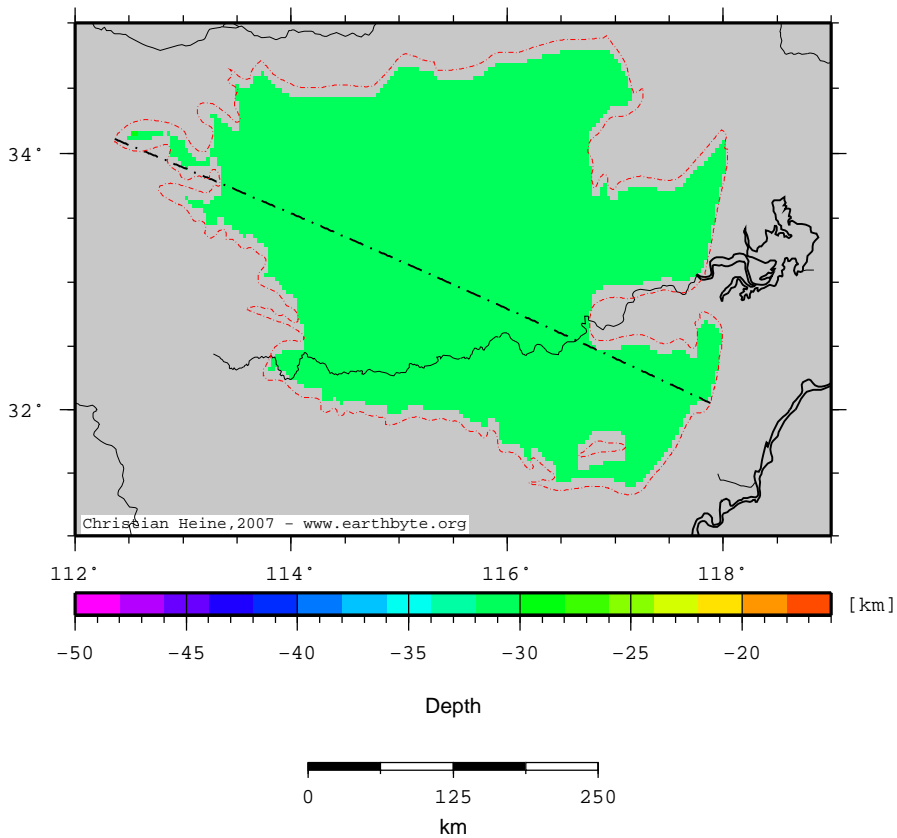 34°
32°
Christian Heine,2007 - www.earthbyte.org
112° 114° 116° 118°
[km]
-50 -45 -40 -35 -30 -25 -20
Depth
0 125 250
km